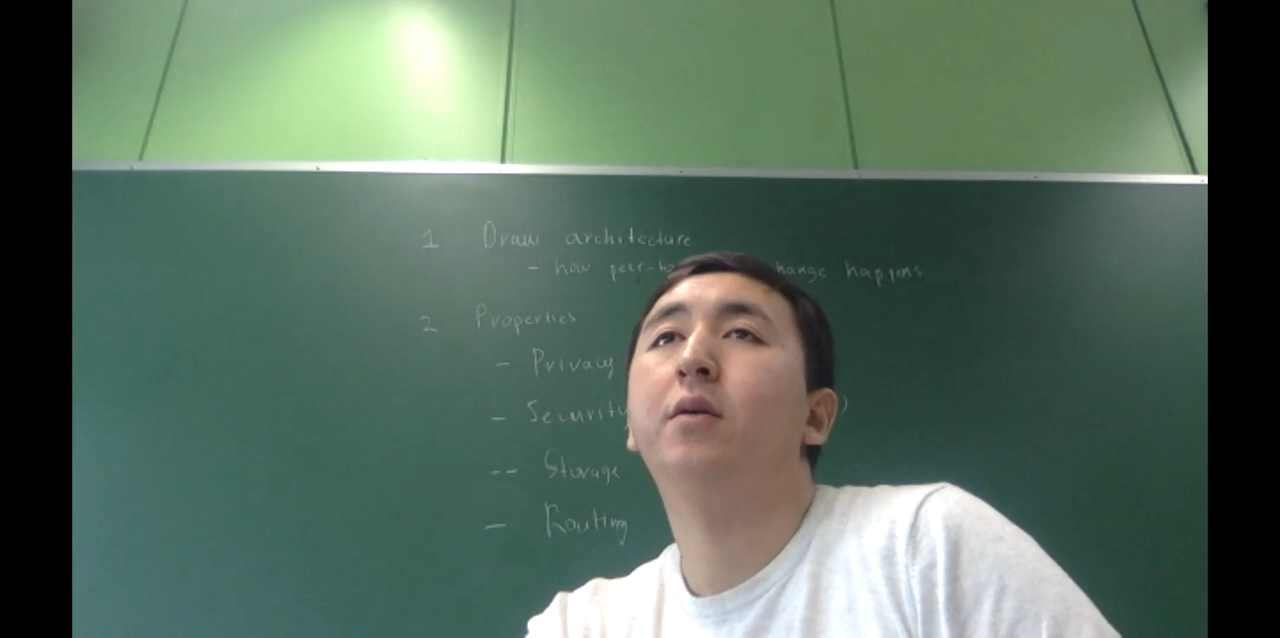 1 Draw architecture
- how peer-to hange happens
2 Properties
- Privacy
- Security )
-- Storage
- Routing